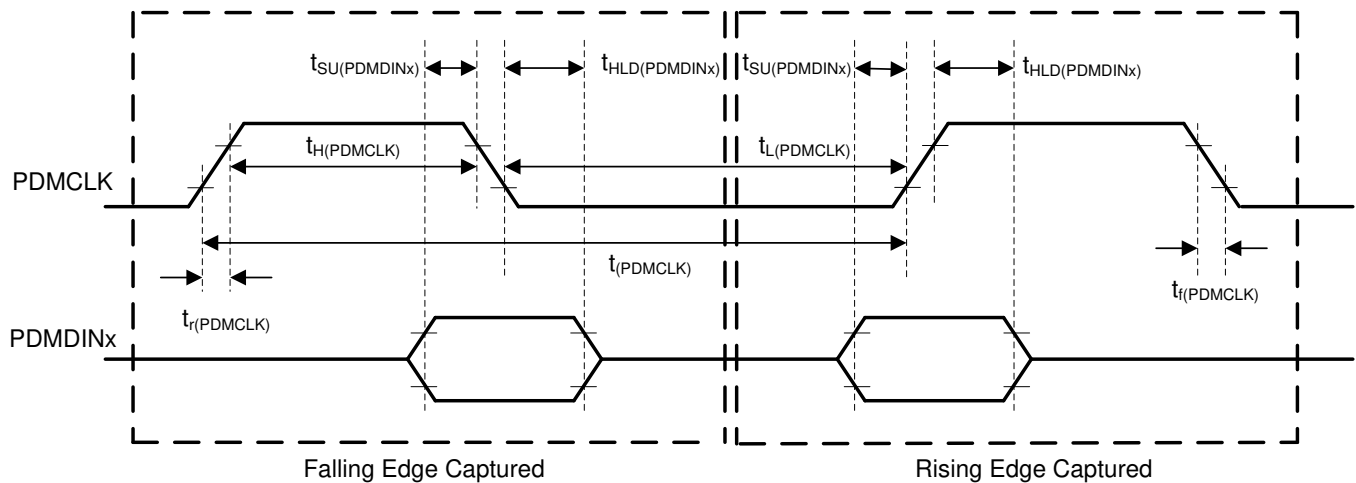 tSU(PDMDINx)
tHLD(PDMDINx)
tSU(PDMDINx)
tHLD(PDMDINx)
tH(PDMCLK)
tL(PDMCLK)
PDMCLK
t(PDMCLK)
tr(PDMCLK)
tf(PDMCLK)
PDMDINx
Falling Edge Captured
Rising Edge Captured